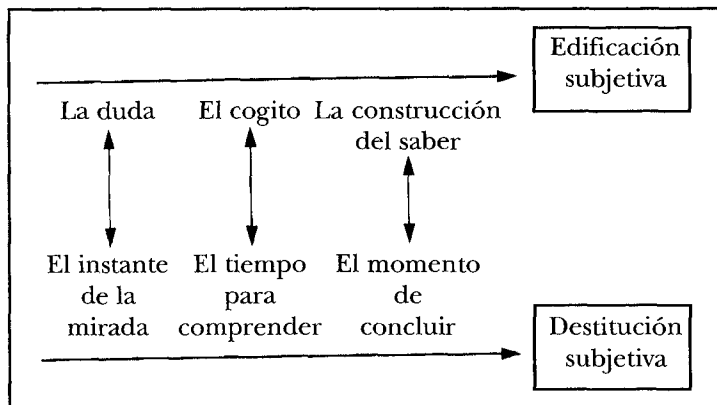 Edificación
subjetiva
La duda
El cogito
La construcción
del saber
El instante
de la
mirada
El tiempo
para
comprender
El momento
de
concluir
Destitución
subjetiva